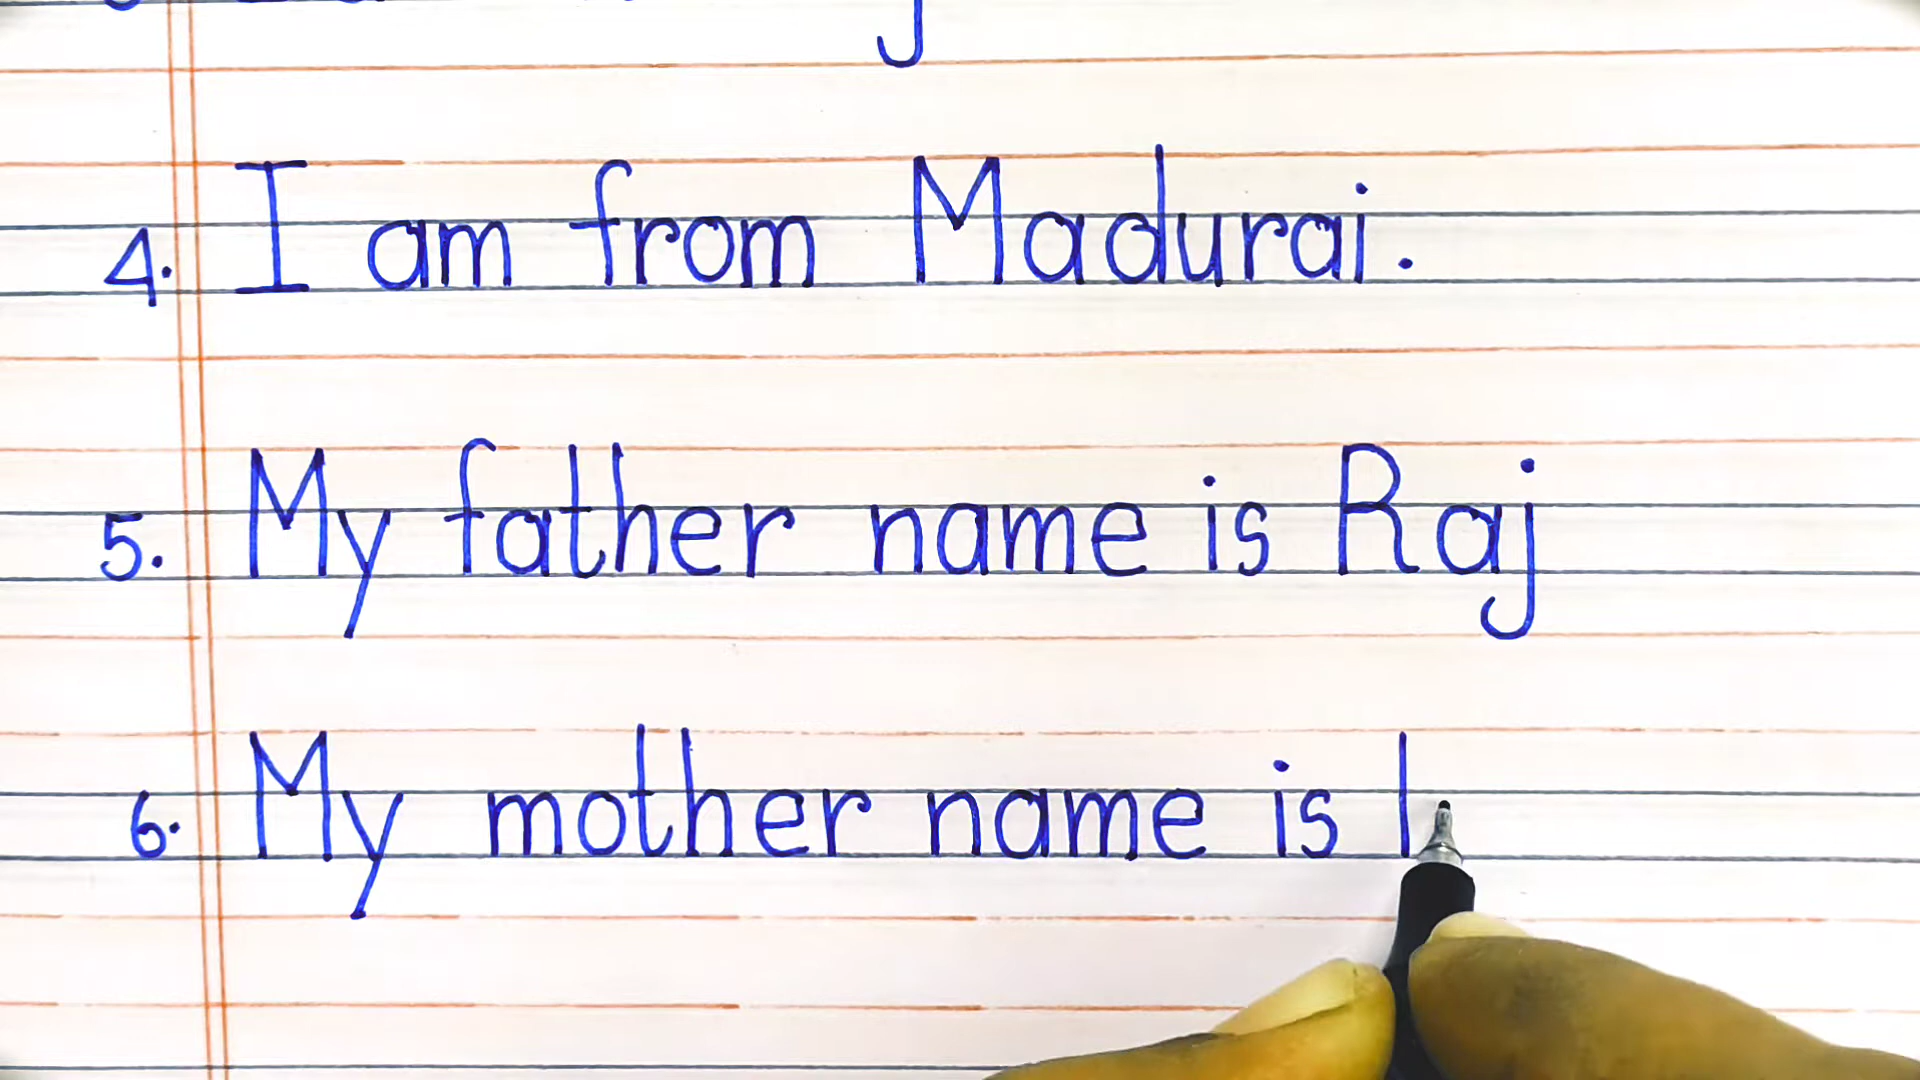 4. I am from Madurai.
5. My father name is Raj
6. My mother name is